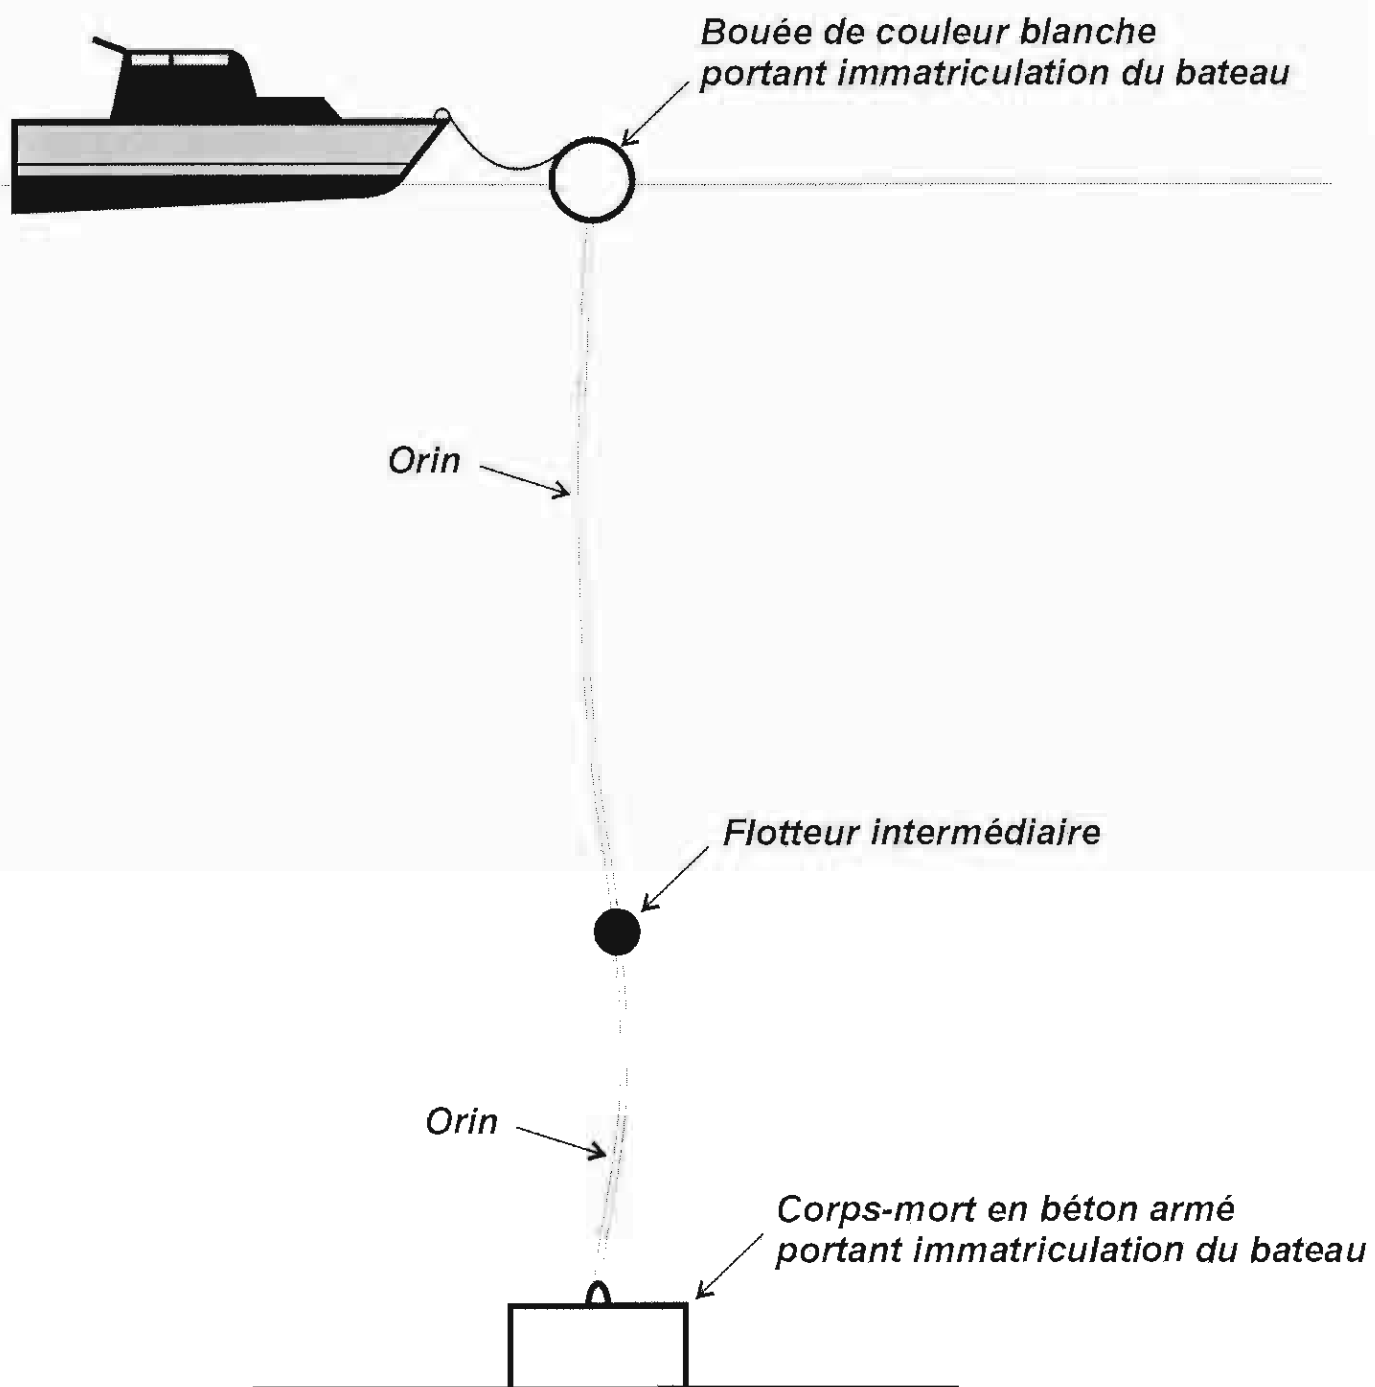 Bouée de couleur blanche
portant immatriculation du bateau
Orin
Flotteur intermédiaire
Orin
Corps-mort en béton armé
portant immatriculation du bateau